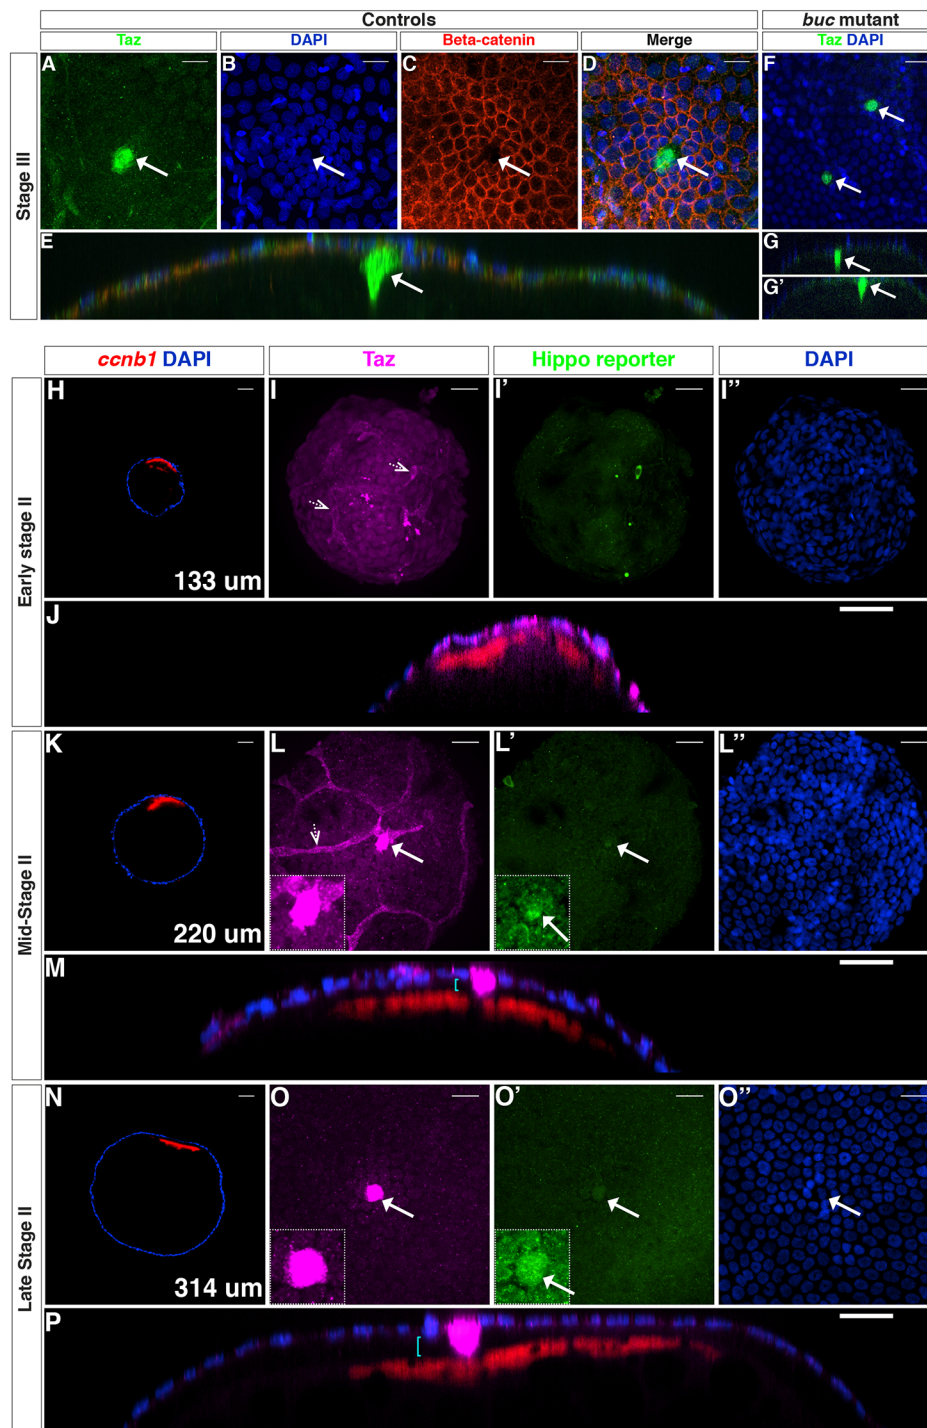 Controls
buc mutant
Taz
DAPI
Beta-catenin
Merge
Taz DAPI
Stage III
A
B
C
D
F
E
G
G’
ccnb1 DAPI
Taz
Hippo reporter
DAPI
Early stage II
H
133 um
I
I’
I’’
J
Mid-Stage II
K
220 um
L
L’
L’’
M
Late Stage II
N
314 um
O
O’
O’’
P